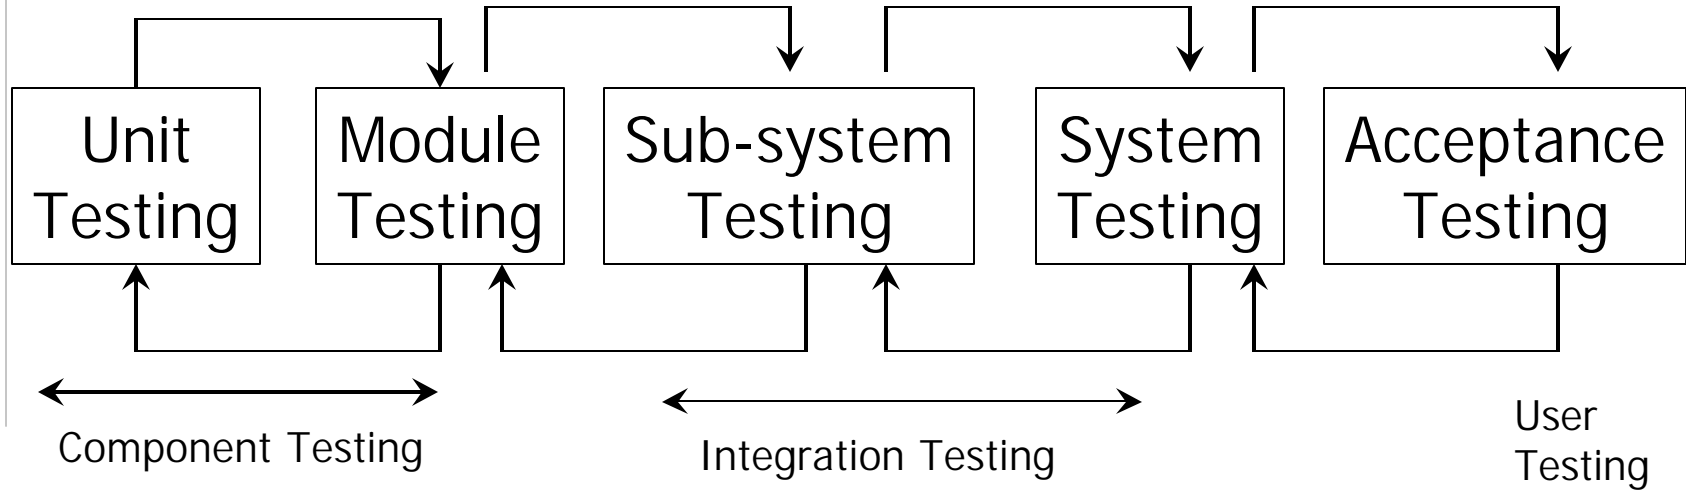 Unit
Testing
Module
Testing
Sub-system
Testing
System
Testing
Acceptance
Testing
Component Testing
Integration Testing
User
Testing